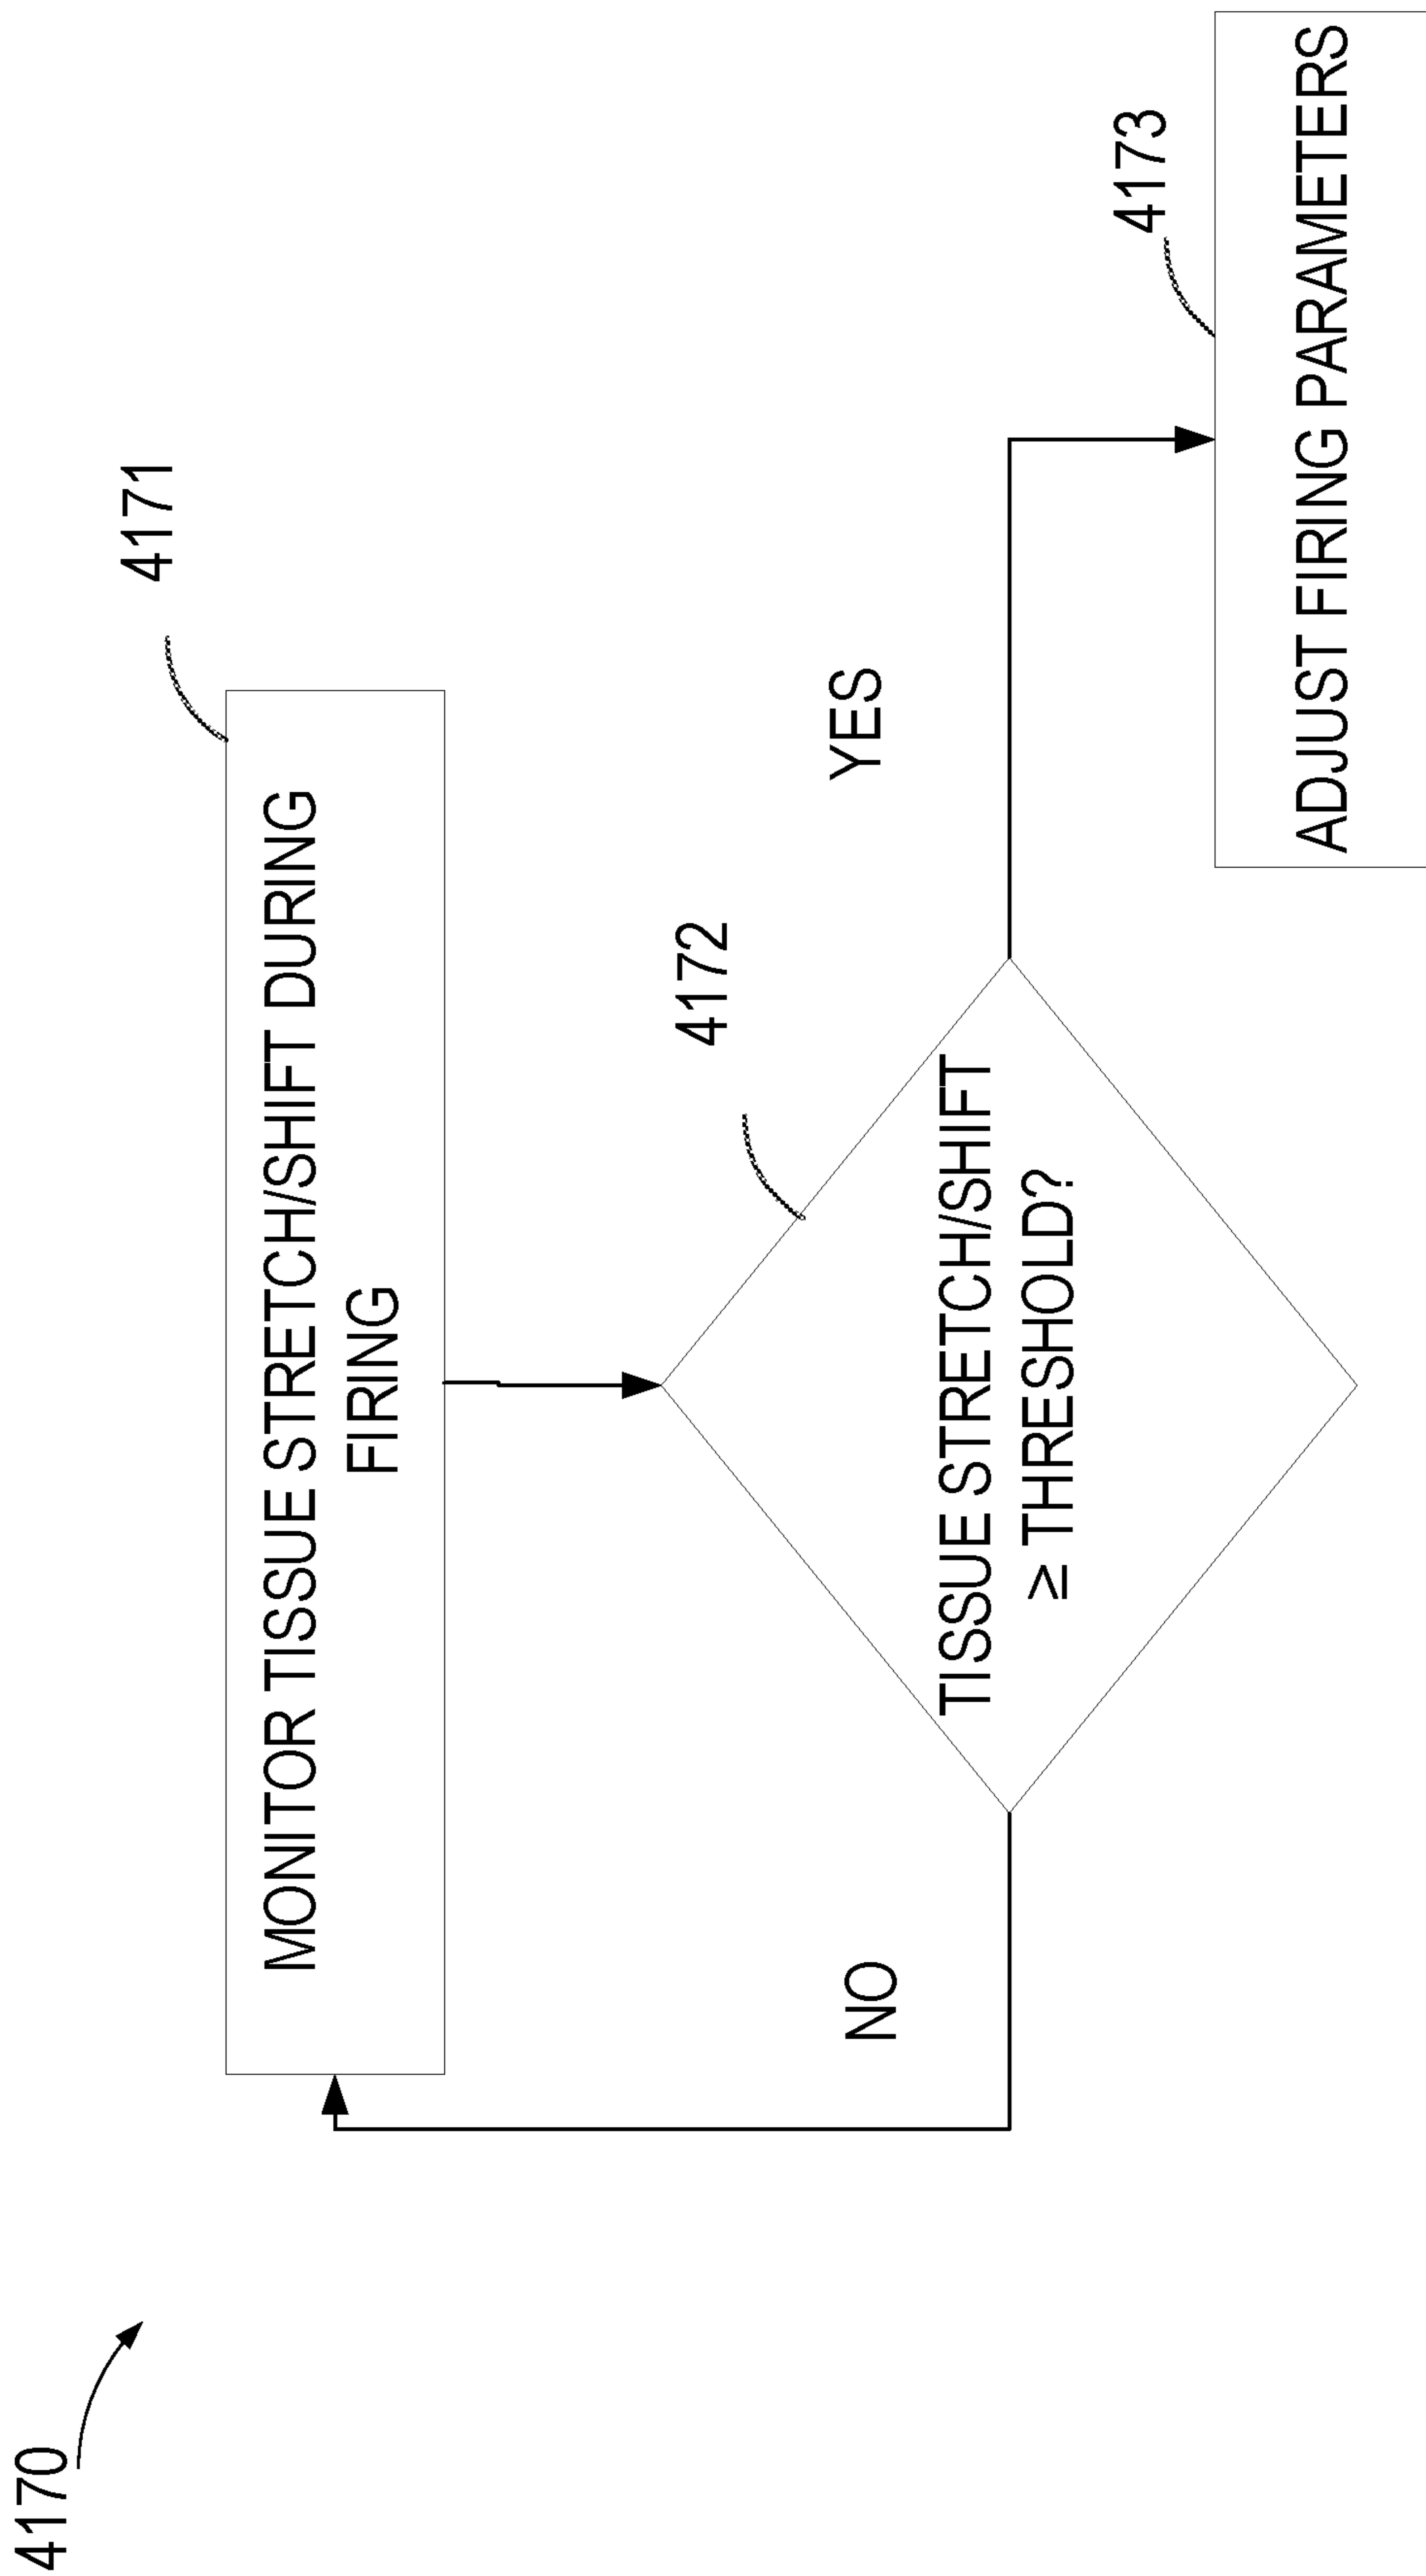 4170
4171
MONITOR TISSUE STRETCH/SHIFT DURING
FIRING
4172
TISSUE STRETCH/SHIFT
≥ THRESHOLD?
NO
YES
4173
ADJUST FIRING PARAMETERS